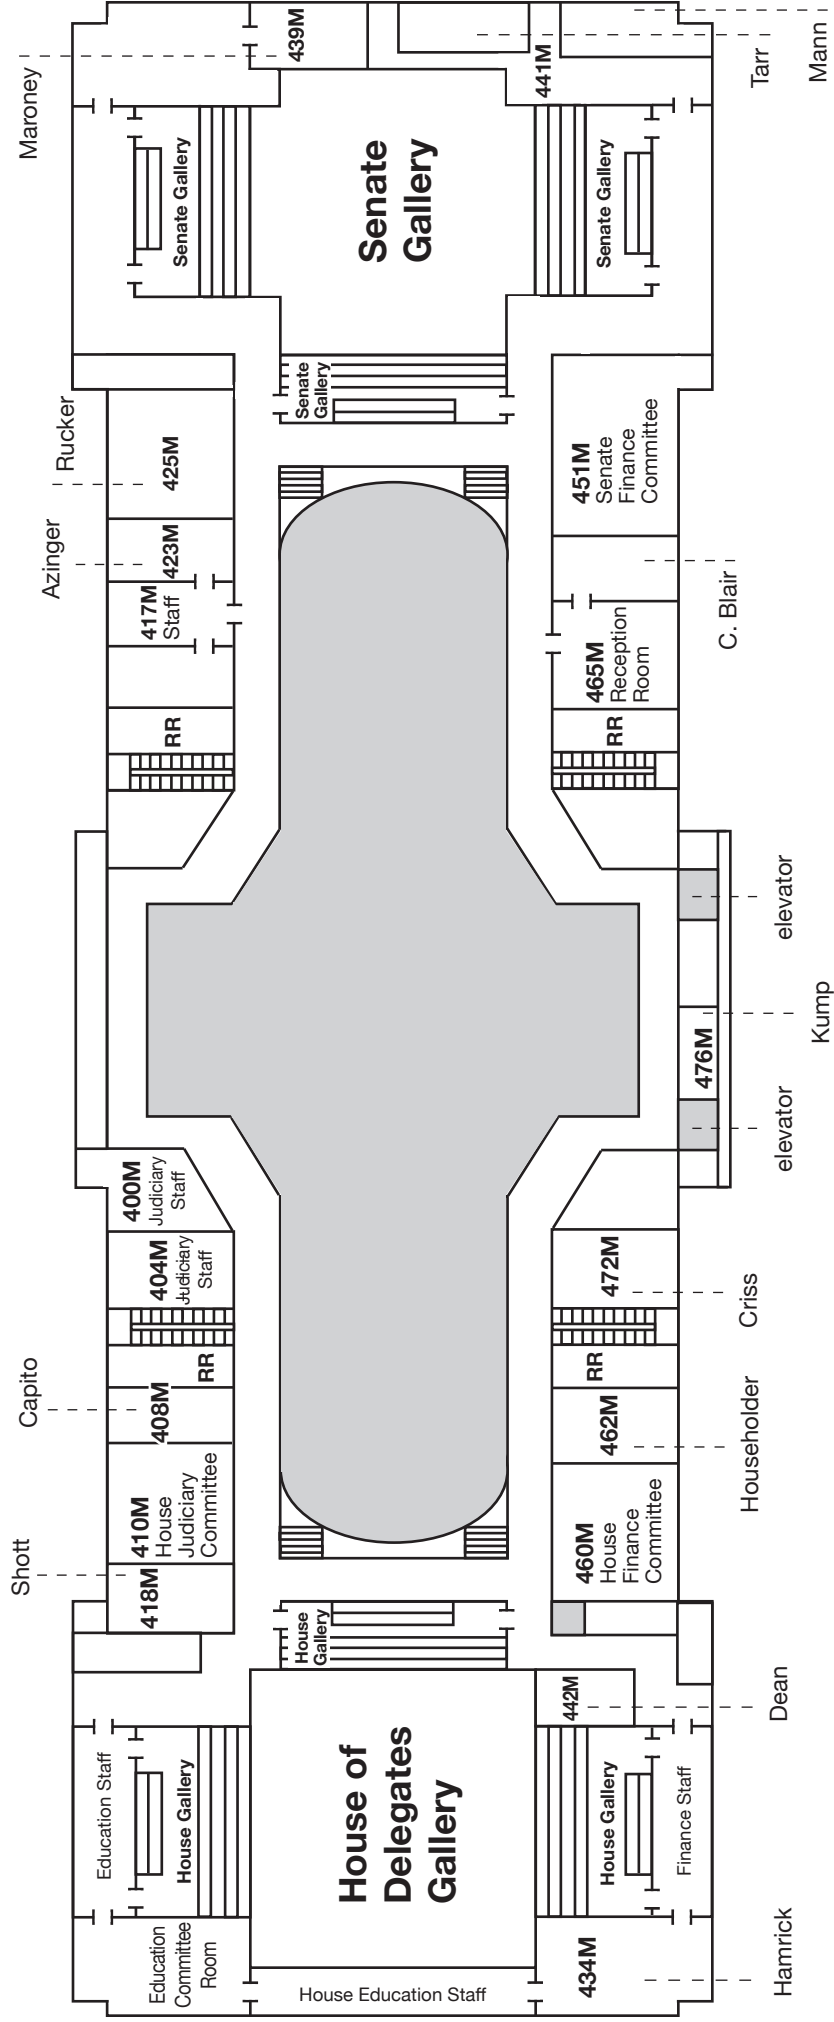 Maroney
439M
441M
Tarr
Mann
Senate Gallery
Senate
Gallery
Senate Gallery
Senate
Gallery
Rucker
425M
Azinger
423M
417M
Staff
RR
451M
Senate
Finance
Committee
C. Blair
465M
Reception
Room
RR
elevator
Kump
476M
elevator
400M
Judiciary
Staff
404M
Judiciary
Staff
Capito
408M
RR
410M
House
Judiciary
Committee
Shott
418M
472M
Criss
RR
462M
Householder
460M
House
Finance
Committee
House
Gallery
442M
Dean
Education Staff
House Gallery
House of
Delegates
Gallery
House Gallery
Finance Staff
Education
Committee
Room
House Education Staff
434M
Hamrick